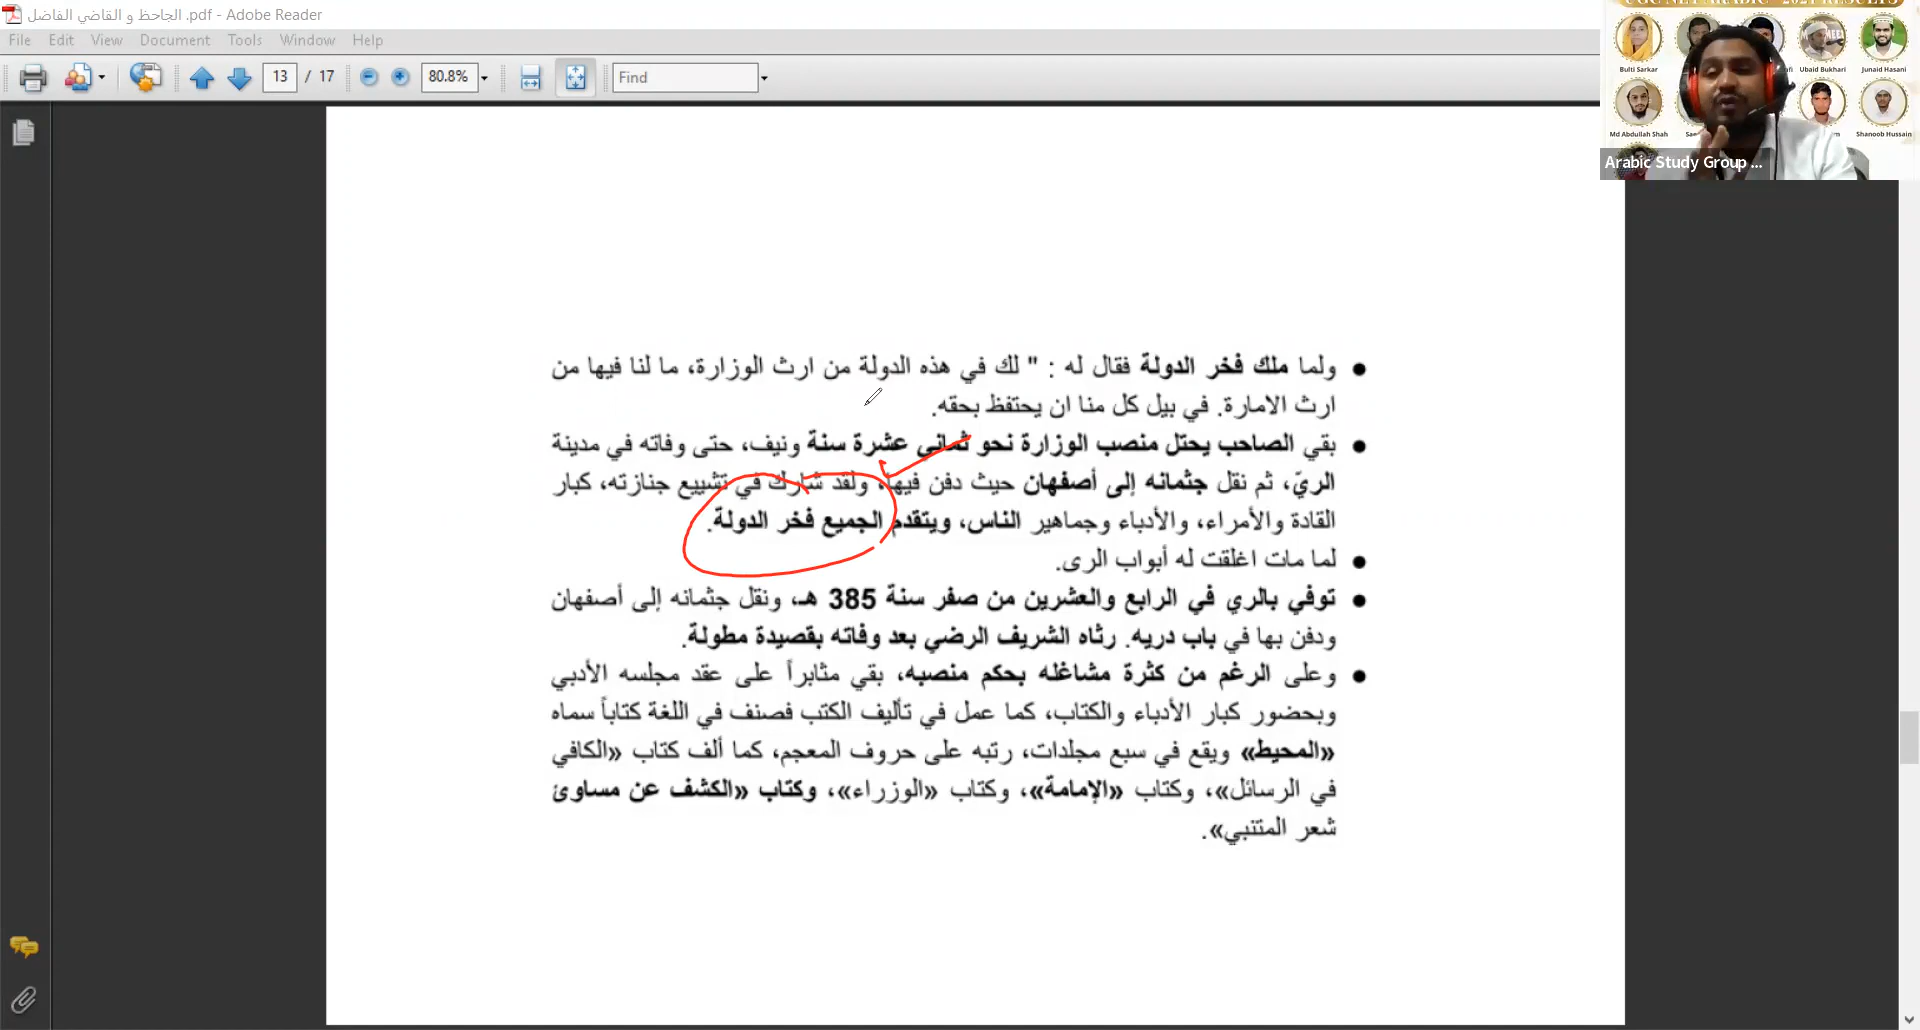 الجاحظ و القاضي الفاضل .pdf - Adobe Reader
File Edit View Document Tools Window Help
13 / 17 80.8% Find
UGC NET ARABIC - 2021 RESULTS
Bulti Sarkar Ubaid Bukhari Junaid Hasani
Md Abdullah Shah Shanoob Hussain
Arabic Study Group ...
● ولما ملك فخر الدولة فقال له : " لك في هذه الدولة من ارث الوزارة، ما لنا فيها من
ارث الامارة. في بيل كل منا ان يحتفظ بحقه.
● بقي الصاحب يحتل منصب الوزارة نحو ثماني عشرة سنة ونيف، حتى وفاته في مدينة
الريّ، ثم نقل جثمانه إلى أصفهان حيث دفن فيها، ولقد شارك في تشييع جنازته، كبار
القادة والأمراء، والأدباء وجماهير الناس، ويتقدم الجميع فخر الدولة.
● لما مات اغلقت له أبواب الرى.
● توفي بالري في الرابع والعشرين من صفر سنة 385 هـ، ونقل جثمانه إلى أصفهان
ودفن بها في باب دريه. رثاه الشريف الرضي بعد وفاته بقصيدة مطولة.
● وعلى الرغم من كثرة مشاغله بحكم منصبه، بقي مثابراً على عقد مجلسه الأدبي
وبحضور كبار الأدباء والكتاب، كما عمل في تأليف الكتب فصنف في اللغة كتاباً سماه
«المحيط» ويقع في سبع مجلدات، رتبه على حروف المعجم، كما ألف كتاب «الكافي
في الرسائل»، وكتاب «الإمامة»، وكتاب «الوزراء»، وكتاب «الكشف عن مساوئ
شعر المتنبي».